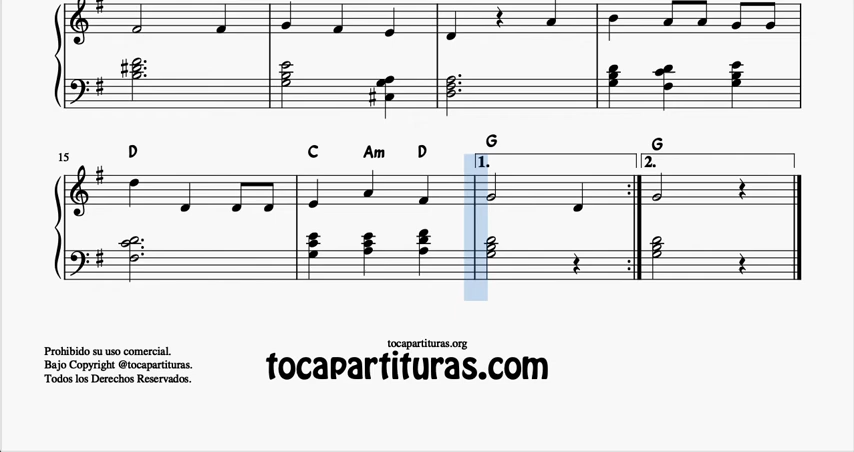 15
D
C Am D G G
1. 2.
tocapartituras.org
Prohibido su uso comercial.
Bajo Copyright @tocapartituras.
Todos los Derechos Reservados.
tocapartituras.com